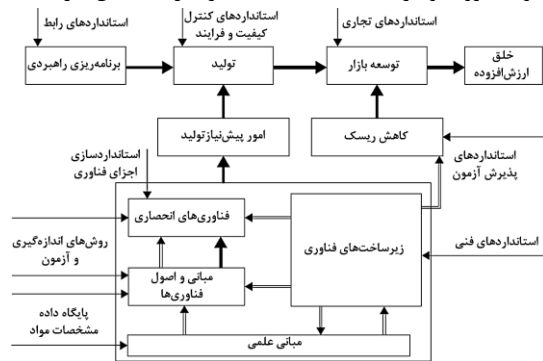 استانداردهای رابط
استانداردهای کنترل
کیفیت و فرایند
استانداردهای تجاری
برنامه‌ریزی راهبردی
تولید
توسعه بازار
خلق
ارزش‌افزوده
امور پیش‌نیازتولید
کاهش ریسک
استانداردسازی
اجزای فناوری
استانداردهای
پذیرش آزمون
فناوری‌های انحصاری
زیرساخت‌های فناوری
روش‌های اندازه‌گیری
و آزمون
استانداردهای فنی
مبانی و اصول
فناوری‌ها
پایگاه داده
مشخصات مواد
مبانی علمی